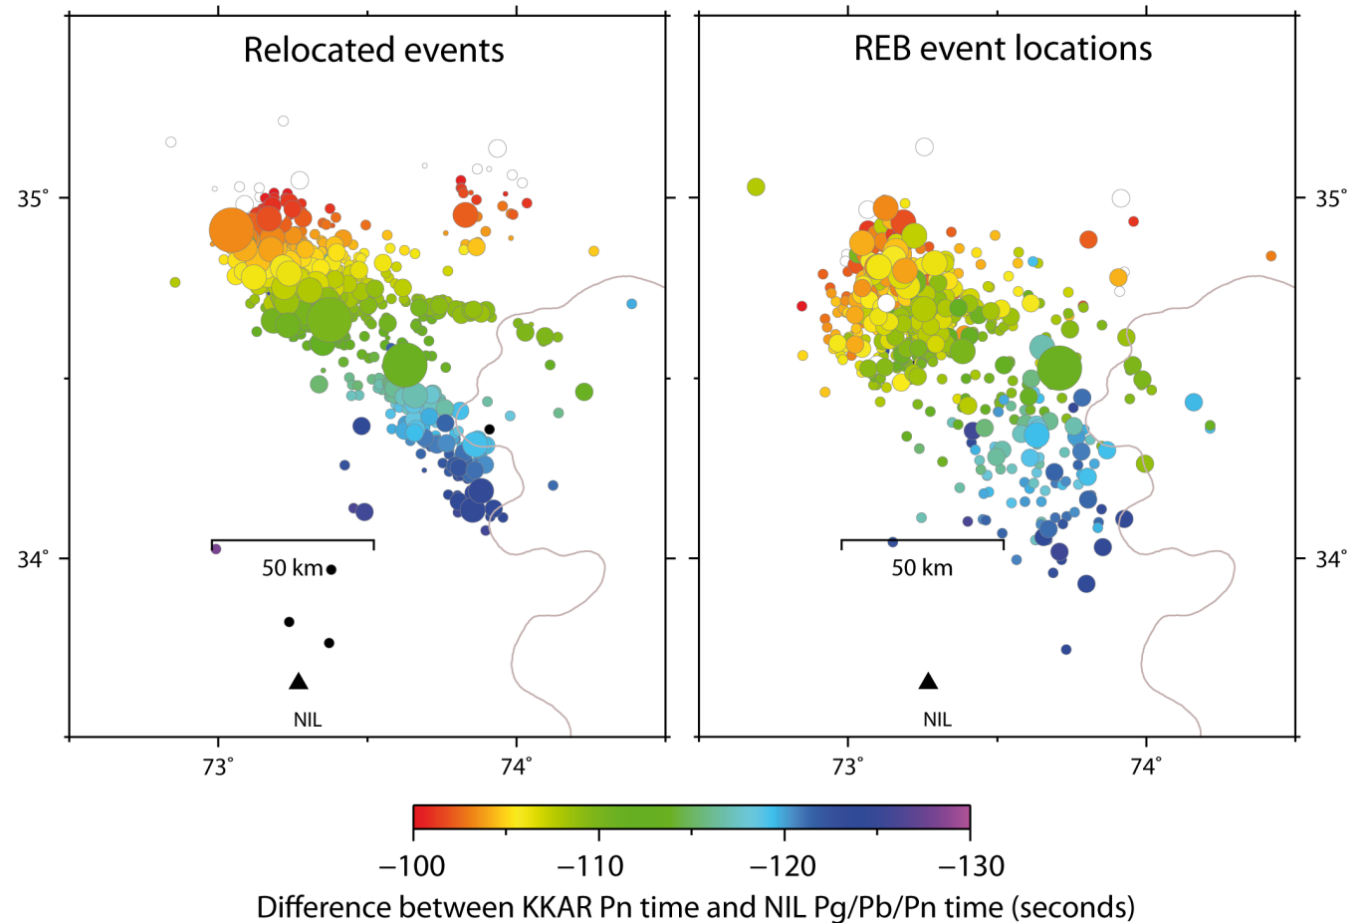 Relocated events
REB event locations
35°
35°
34°
34°
50 km
50 km
NIL
NIL
73°
74°
73°
74°
−100
−110
−120
−130
Difference between KKAR Pn time and NIL Pg/Pb/Pn time (seconds)